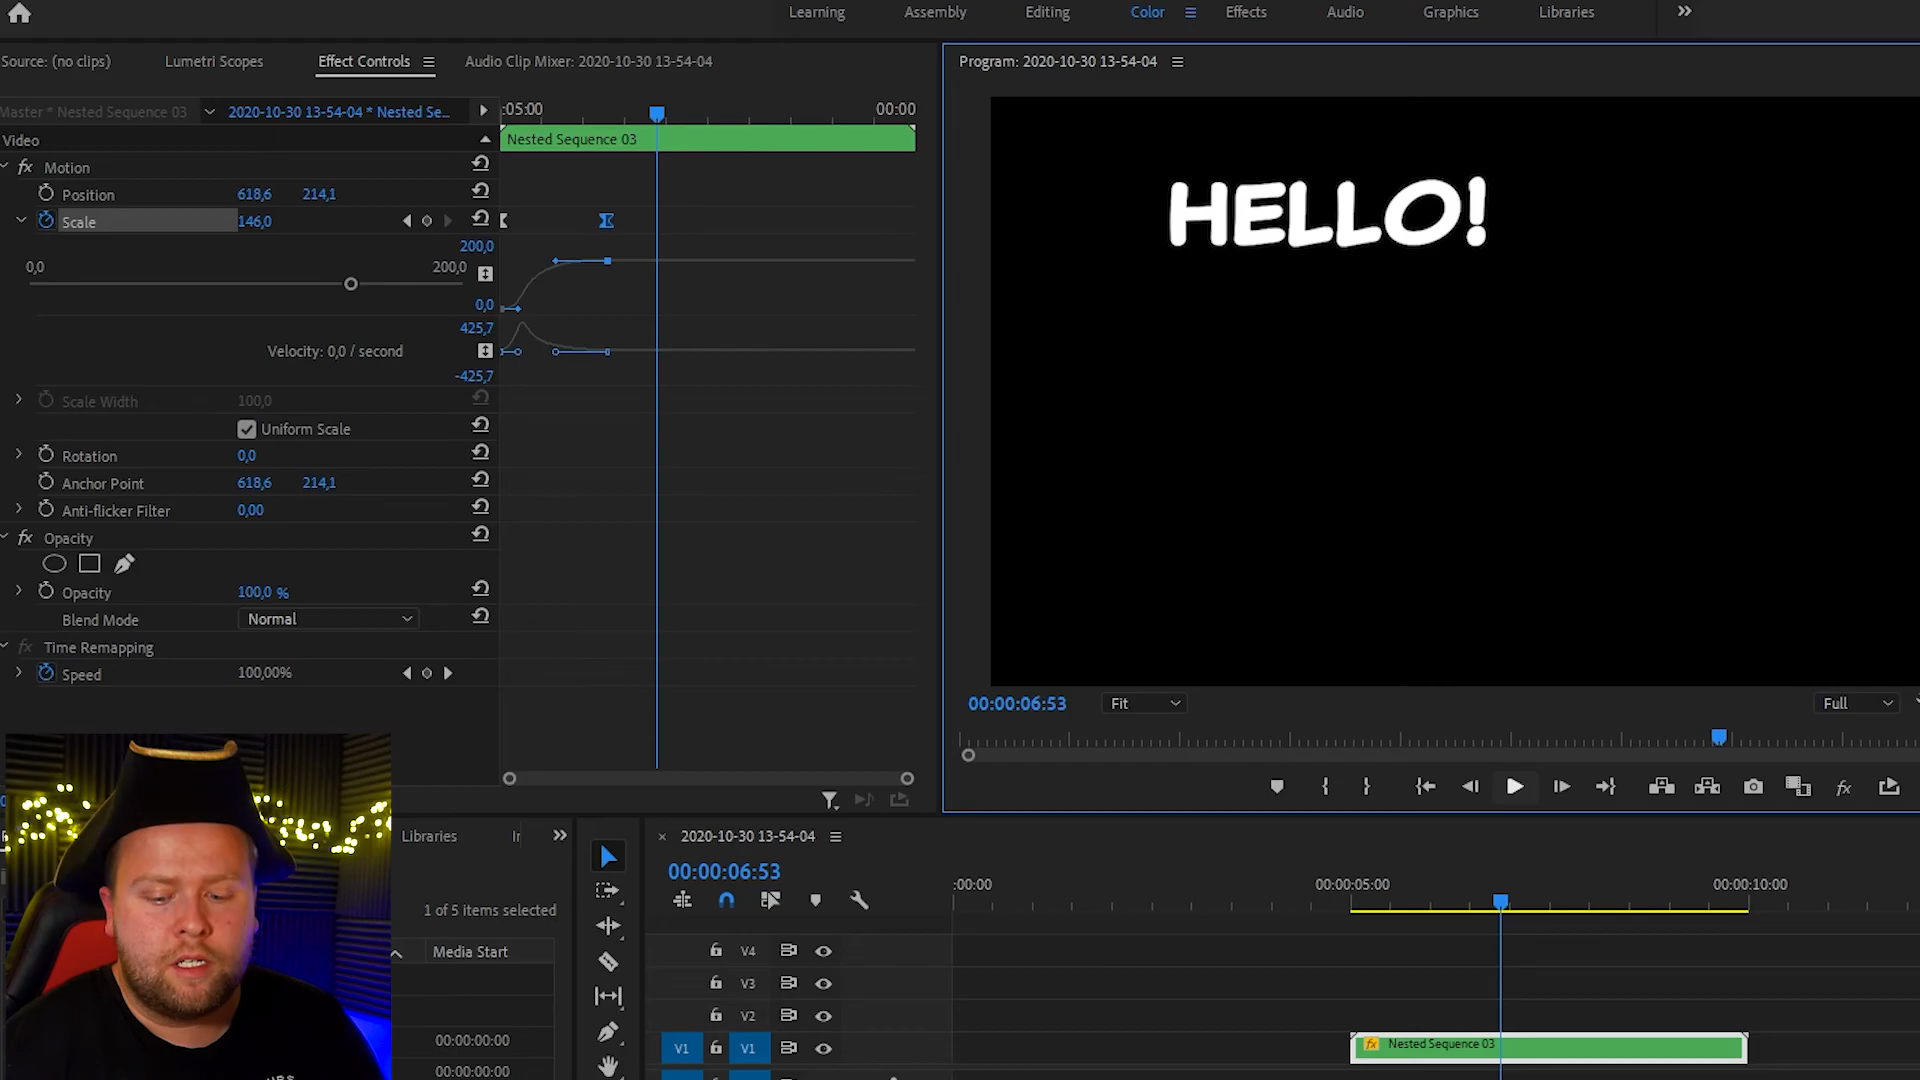 Learning Assembly Editing Color Effects Audio Graphics Libraries
Source: (no clips) Lumetri Scopes Effect Controls Audio Clip Mixer: 2020-10-30 13-54-04
Program: 2020-10-30 13-54-04
Master * Nested Sequence 03 2020-10-30 13-54-04 * Nested Se...
:05:00 00:00
Video
Nested Sequence 03
fx Motion
Position 618,6 214,1
Scale 146,0
200,0
0,0 200,0
0,0
425,7
Velocity: 0,0 / second
-425,7
Scale Width 100,0
Uniform Scale
Rotation 0,0
Anchor Point 618,6 214,1
Anti-flicker Filter 0,00
fx Opacity
Opacity 100,0 %
Blend Mode Normal
fx Time Remapping
Speed 100,00%
HELLO!
00:00:06:53 Fit Full
fx
Libraries
1 of 5 items selected
Media Start
00:00:00:00
00:00:00:00
2020-10-30 13-54-04
00:00:06:53
:00:00 00:00:05:00 00:00:10:00
V4
V3
V2
V1 V1
fx Nested Sequence 03